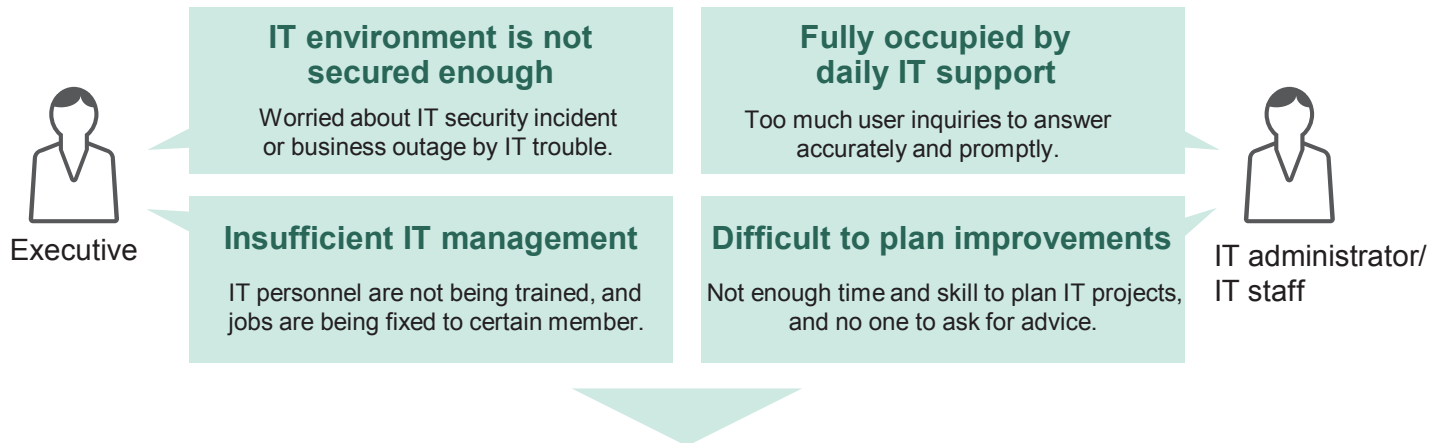 IT environment is not
secured enough
Worried about IT security incident
or business outage by IT trouble.
Fully occupied by
daily IT support
Too much user inquiries to answer
accurately and promptly.
Executive
Insufficient IT management
IT personnel are not being trained, and
jobs are being fixed to certain member.
Difficult to plan improvements
Not enough time and skill to plan IT projects,
and no one to ask for advice.
IT administrator/
IT staff